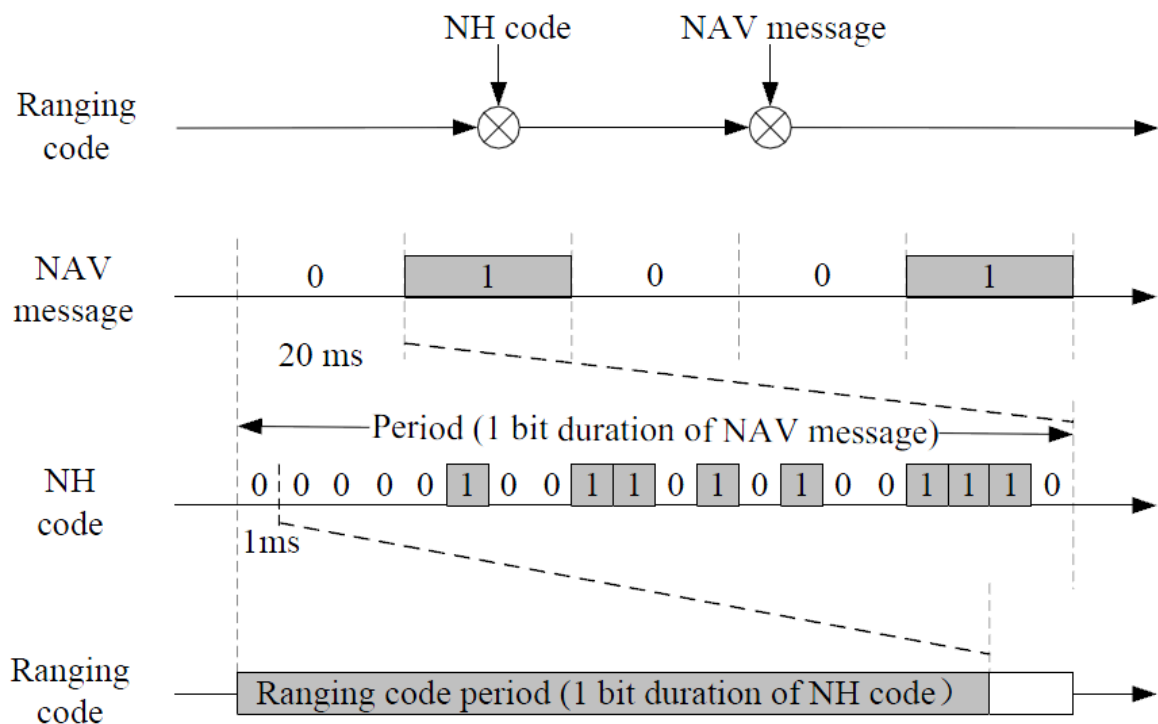 NH code NAV message
Ranging
code
NAV
message
0 1 0 0 1
20 ms
Period (1 bit duration of NAV message)
NH
code
0 0 0 0 0 1 0 0 1 1 0 1 0 1 0 0 1 1 1 0
1ms
Ranging
code
Ranging code period (1 bit duration of NH code)